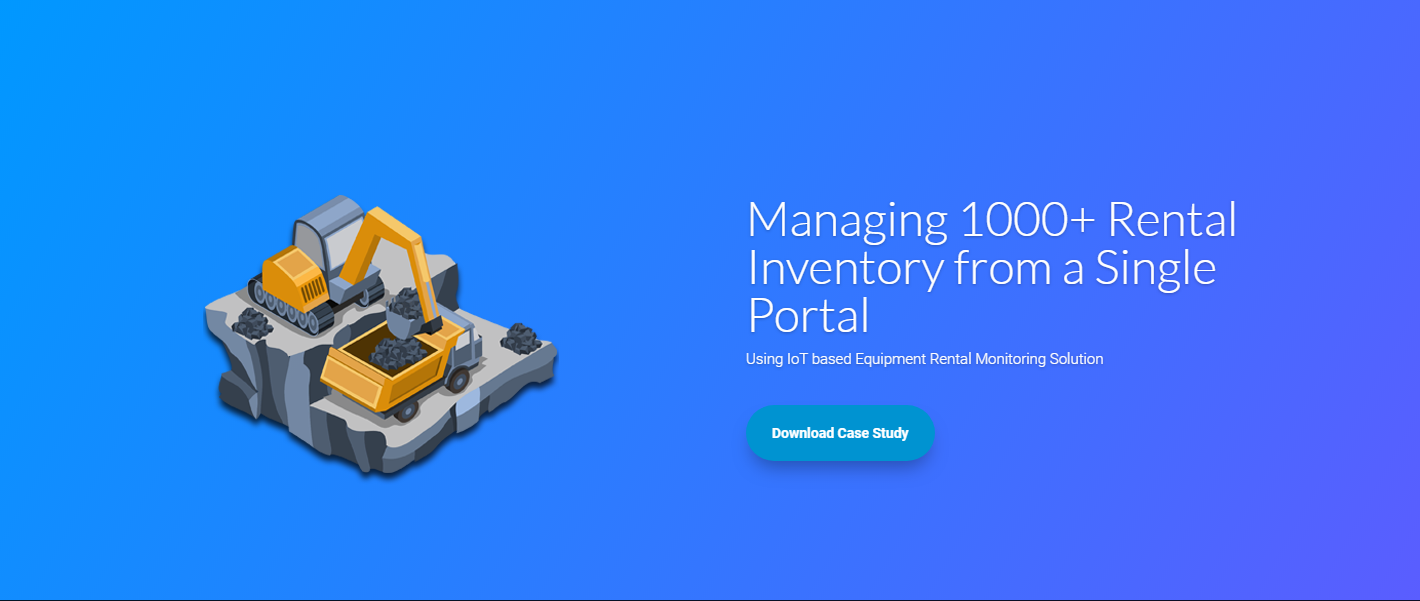 Managing 1000+ Rental
Inventory from a Single
Portal
Using IoT based Equipment Rental Monitoring Solution
Download Case Study